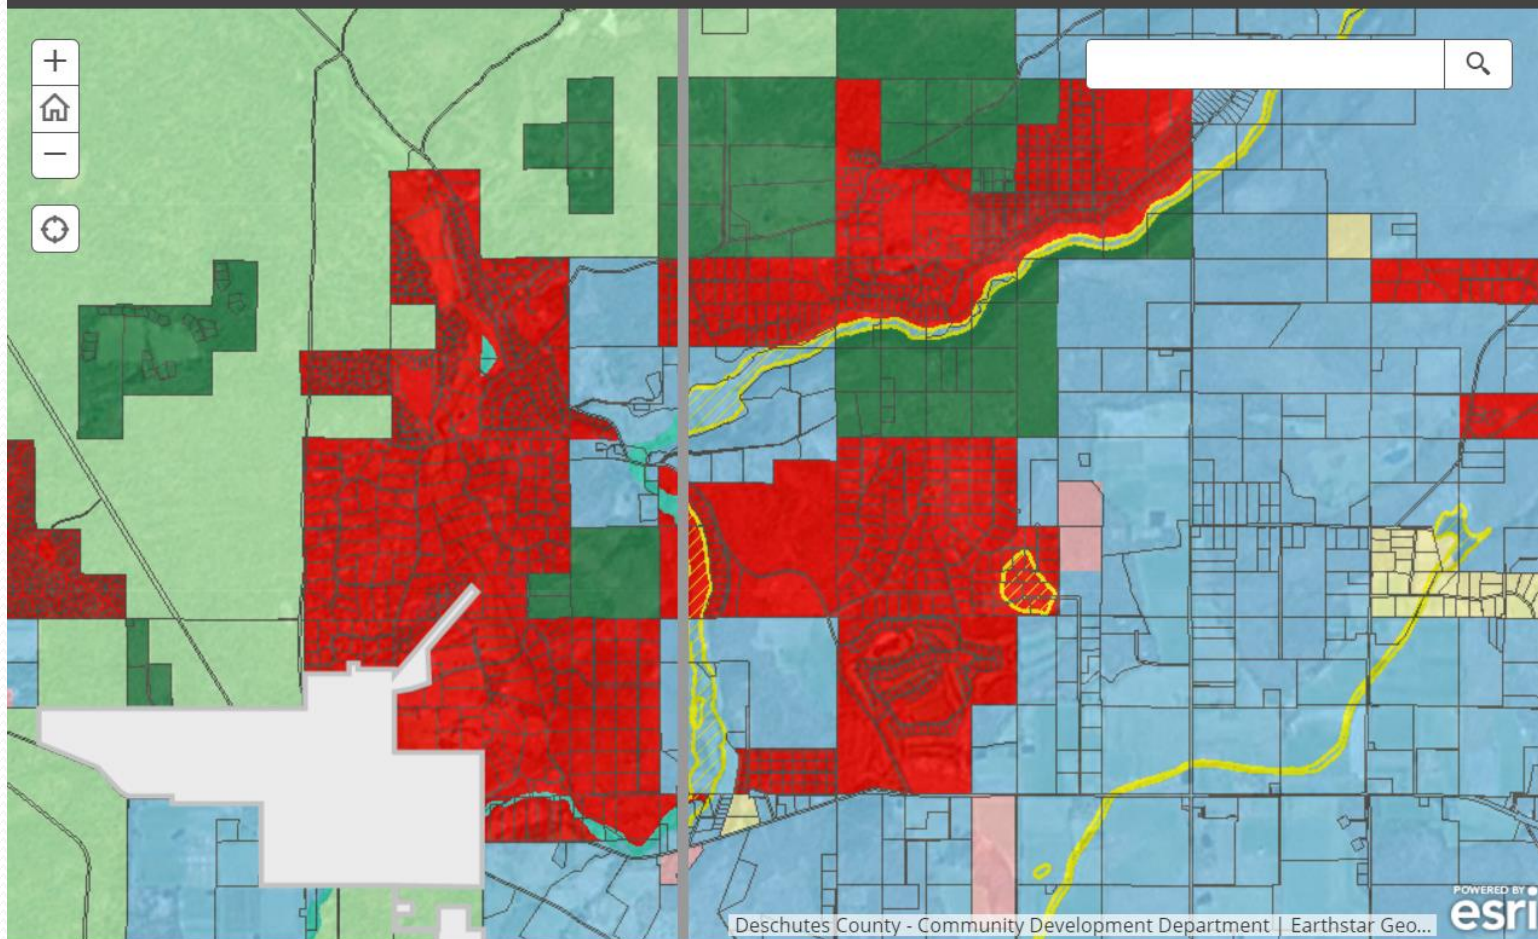 +
−
POWERED BY
esri
Deschutes County - Community Development Department | Earthstar Geo...